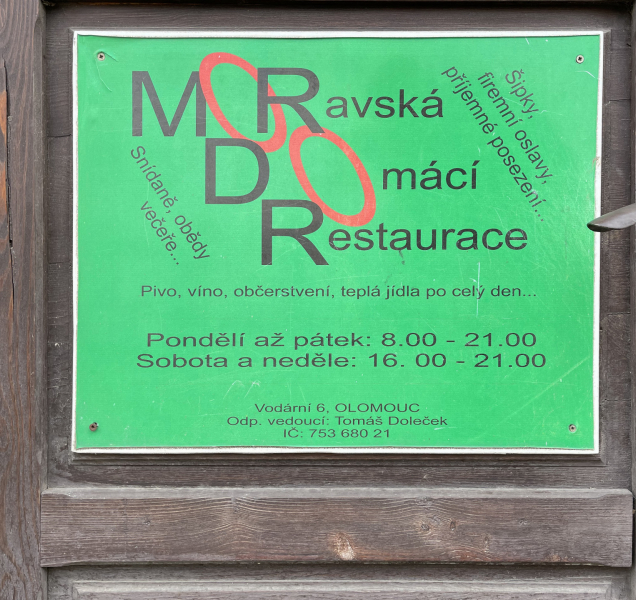 MORavská
DOmácí
Restaurace
Šipky,
firemní oslavy,
příjemné posezení...
Snídaně, obědy
večeře...
Pivo, víno, občerstvení, teplá jídla po celý den...
Pondělí až pátek: 8.00 - 21.00
Sobota a neděle: 16. 00 - 21.00
Vodární 6, OLOMOUC
Odp. vedoucí: Tomáš Doleček
IČ: 753 680 21